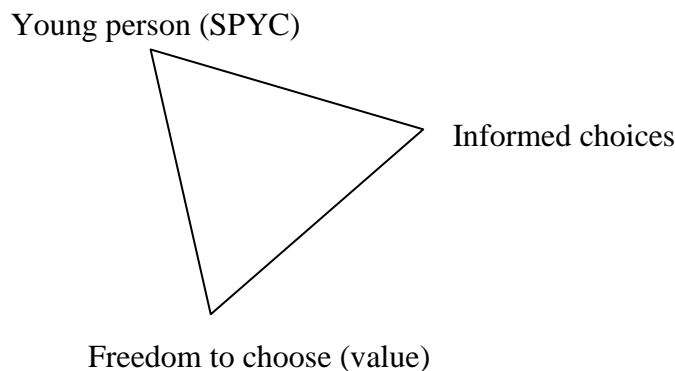 Young person (SPYC)
Informed choices
Freedom to choose (value)